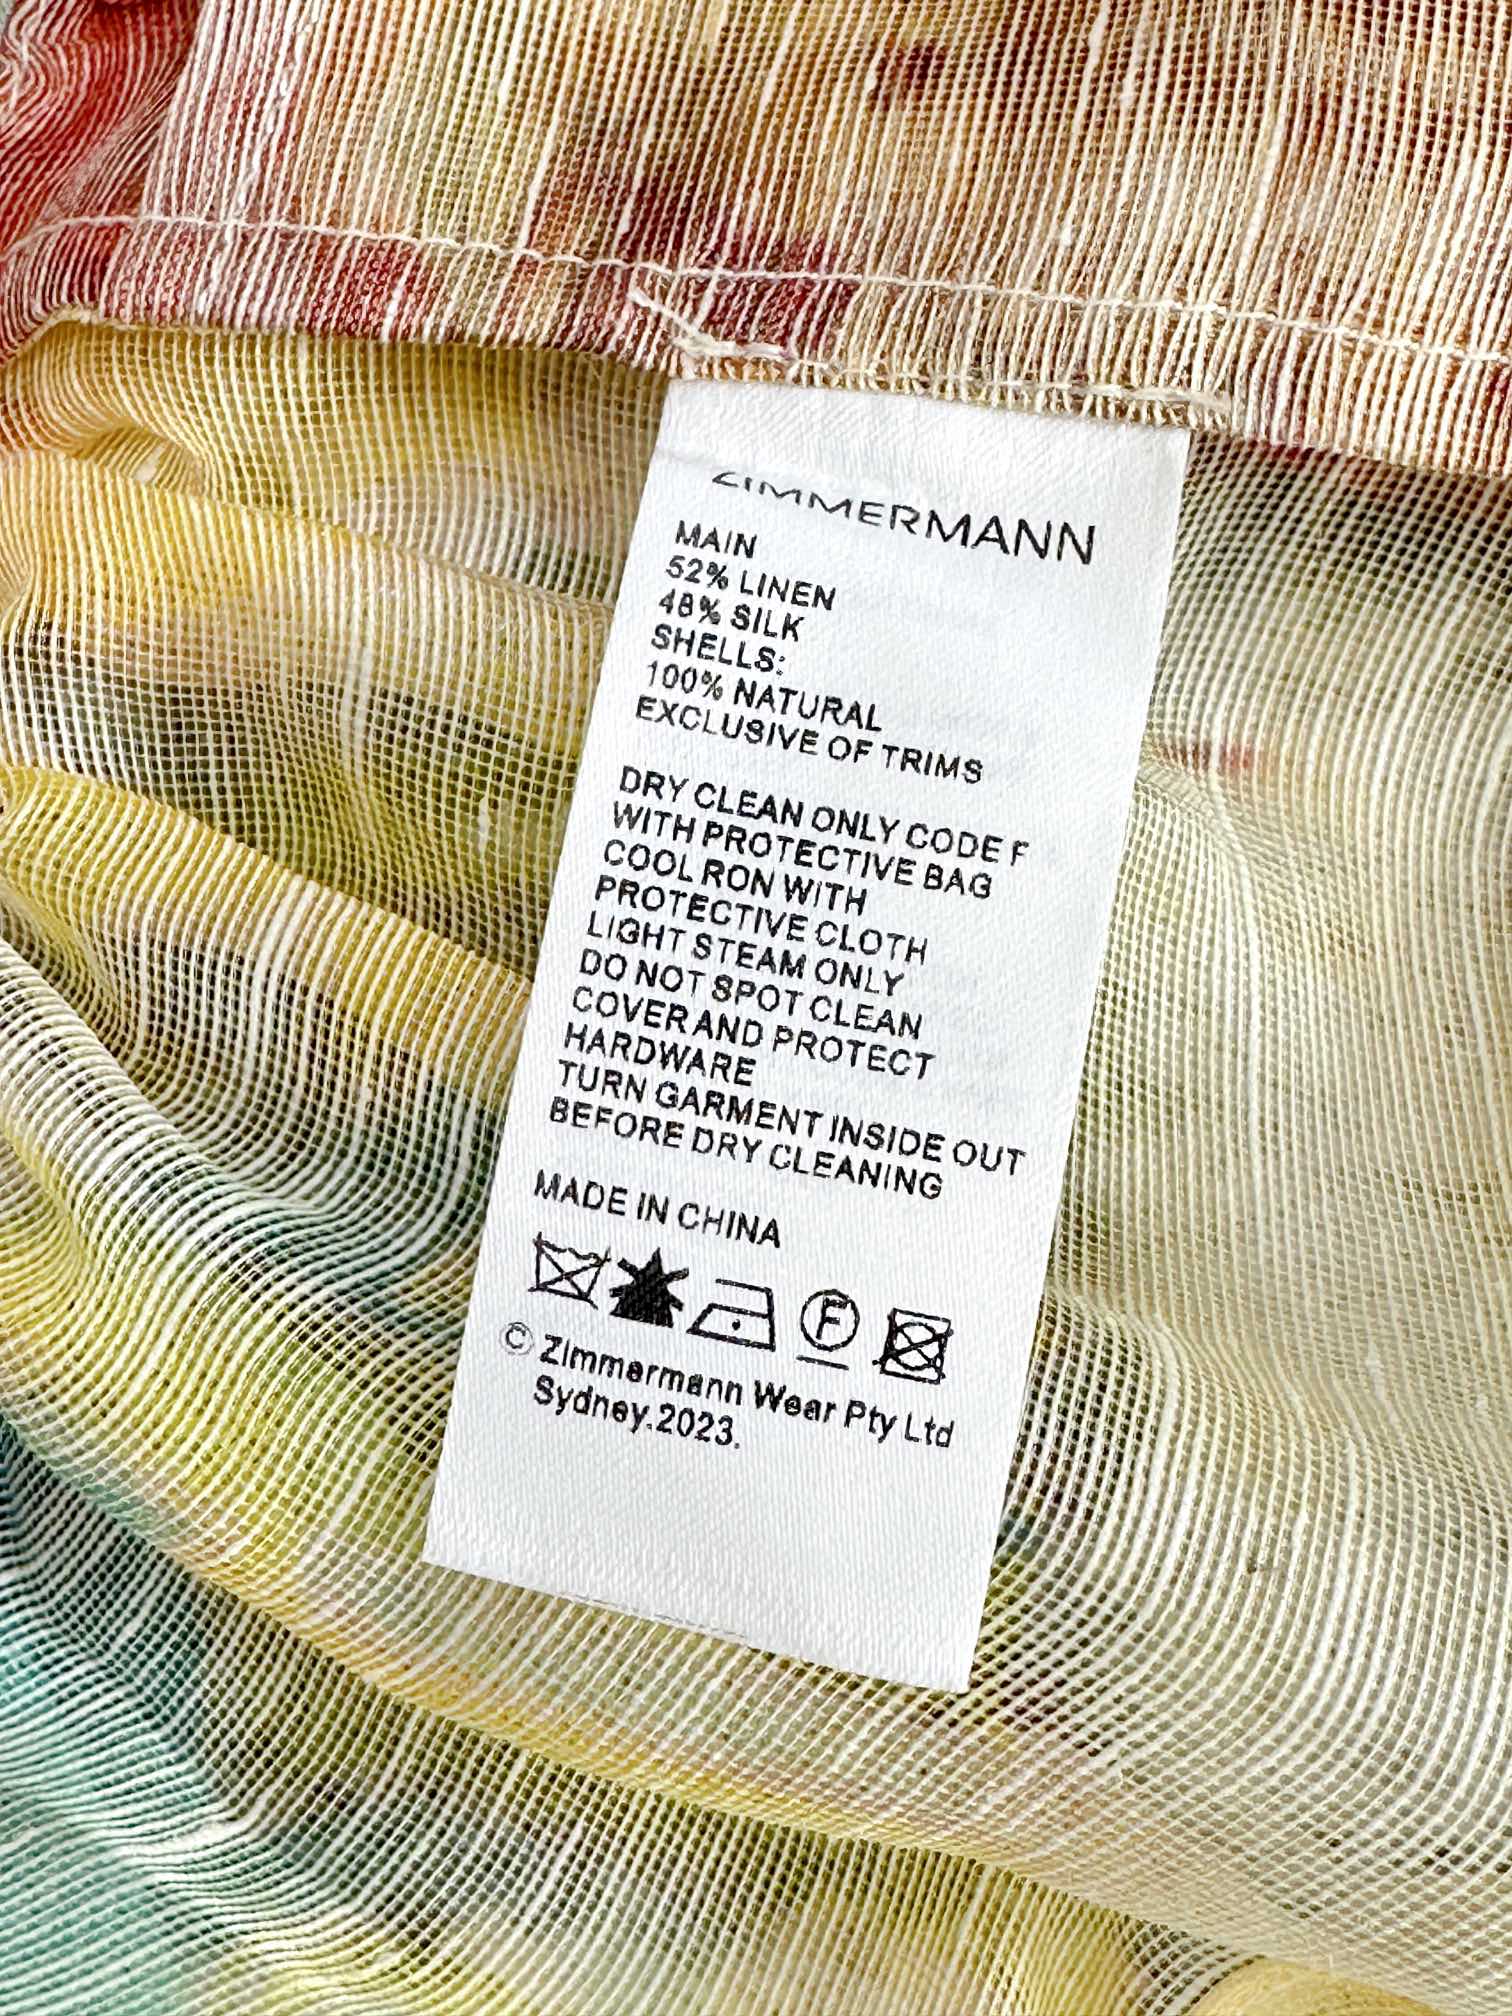 ZIMMERMANN
MAIN
52% LINEN
48% SILK
SHELLS:
100% NATURAL
EXCLUSIVE OF TRIMS
DRY CLEAN ONLY CODE F
WITH PROTECTIVE BAG
COOL RON WITH
PROTECTIVE CLOTH
LIGHT STEAM ONLY
DO NOT SPOT CLEAN
COVER AND PROTECT
HARDWARE
TURN GARMENT INSIDE OUT
BEFORE DRY CLEANING
MADE IN CHINA
F
© Zimmermann Wear Pty Ltd
Sydney.2023.